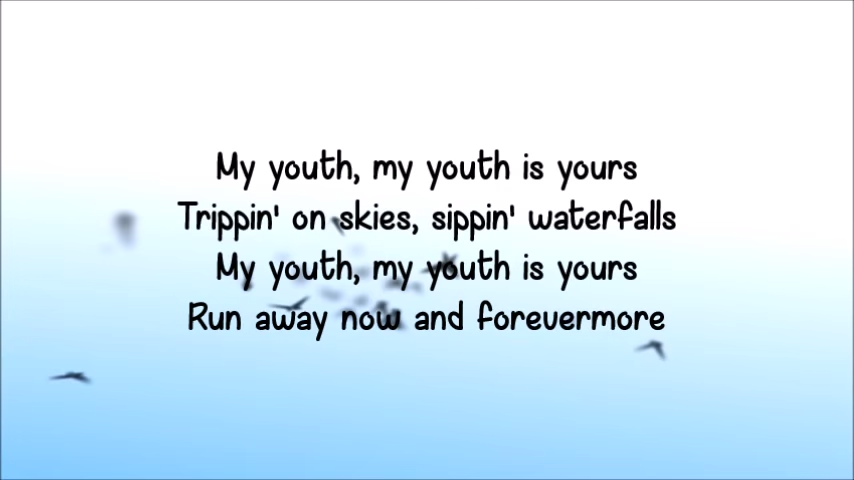 My youth, my youth is yours
Trippin' on skies, sippin' waterfalls
My youth, my youth is yours
Run away now and forevermore